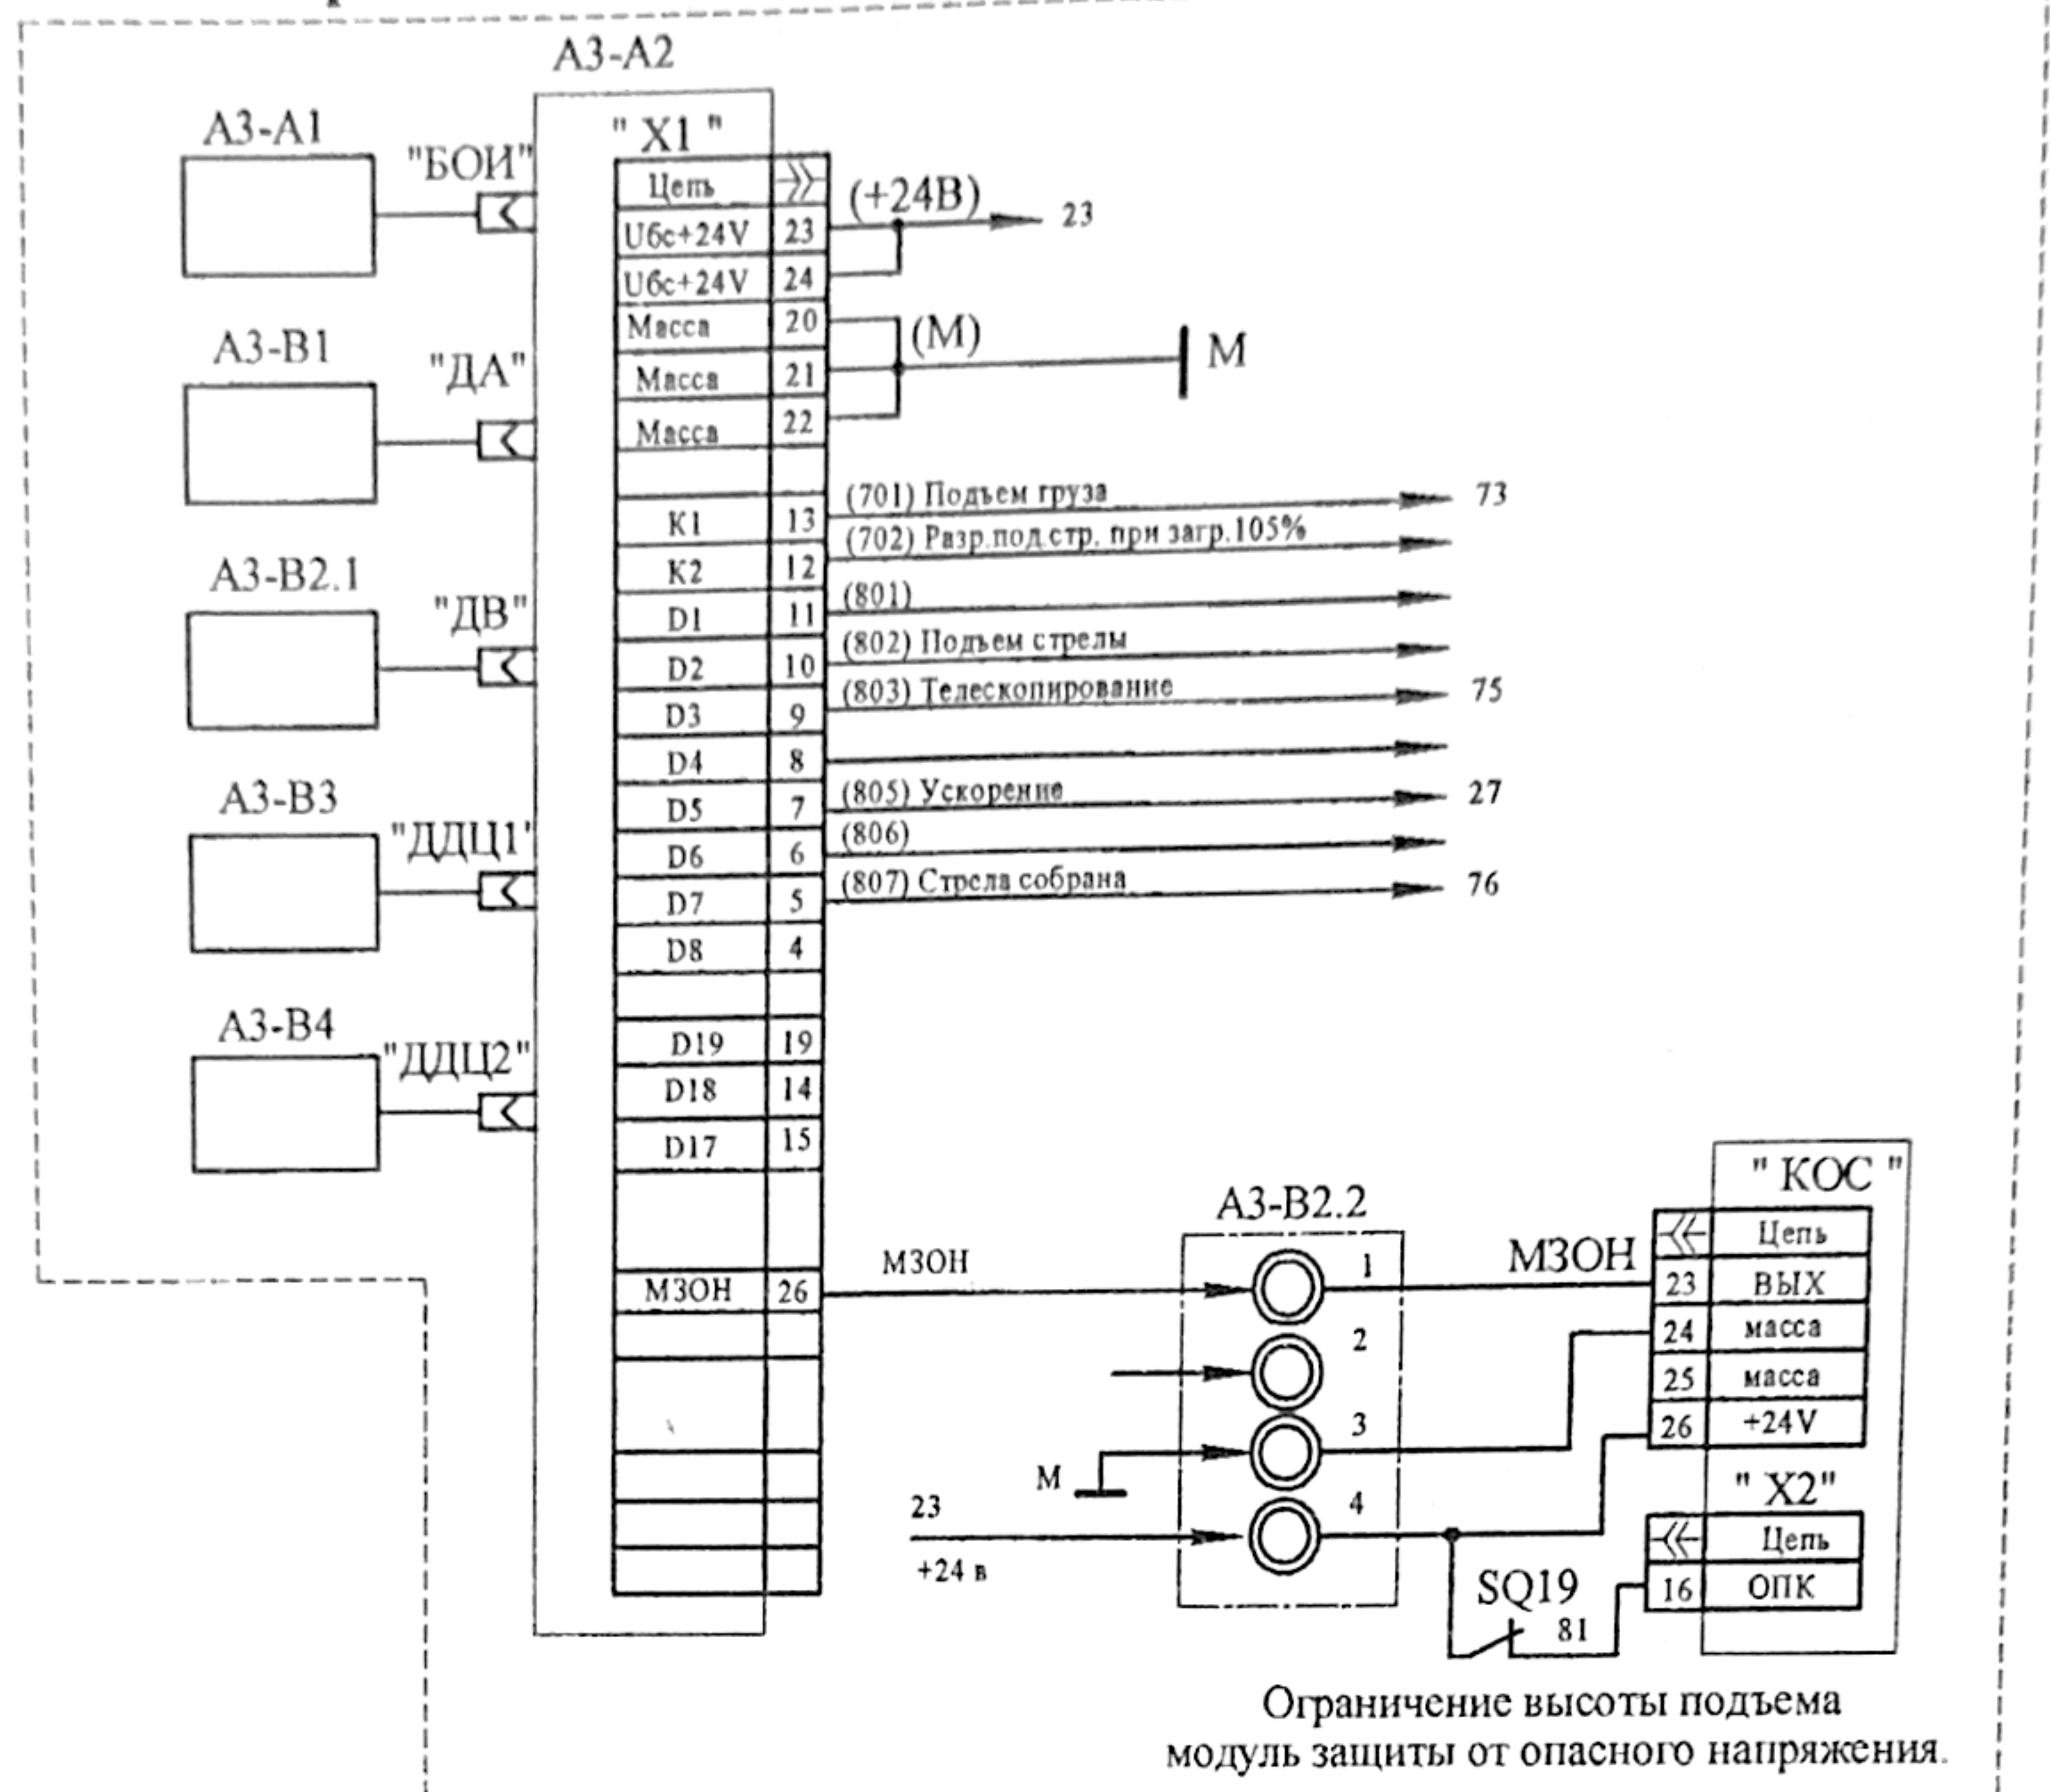 А3-А2
А3-А1
"БОИ"
" Х1 "
Цепь
Uбс+24V 23
(+24В)
23
Uбс+24V 24
Масса 20
(М)
М
Масса 21
Масса 22
А3-В1
"ДА"
К1 13
(701) Подъем груза
73
К2 12
(702) Разр.под.стр. при загр.105%
А3-В2.1
"ДВ"
D1 11
(801)
D2 10
(802) Подъем стрелы
D3 9
(803) Телескопирование
75
D4 8
А3-В3
"ДДЦ1'
D5 7
(805) Ускорение
27
D6 6
(806)
D7 5
(807) Стрела собрана
76
D8 4
А3-В4
"ДДЦ2"
D19 19
D18 14
D17 15
МЗОН 26
МЗОН
А3-В2.2
1
2
3
4
М
23
+24 в
МЗОН
" КОС "
Цепь
23 ВЫХ
24 масса
25 масса
26 +24V
" Х2"
Цепь
16 ОПК
SQ19
81
Ограничение высоты подъема
модуль защиты от опасного напряжения.